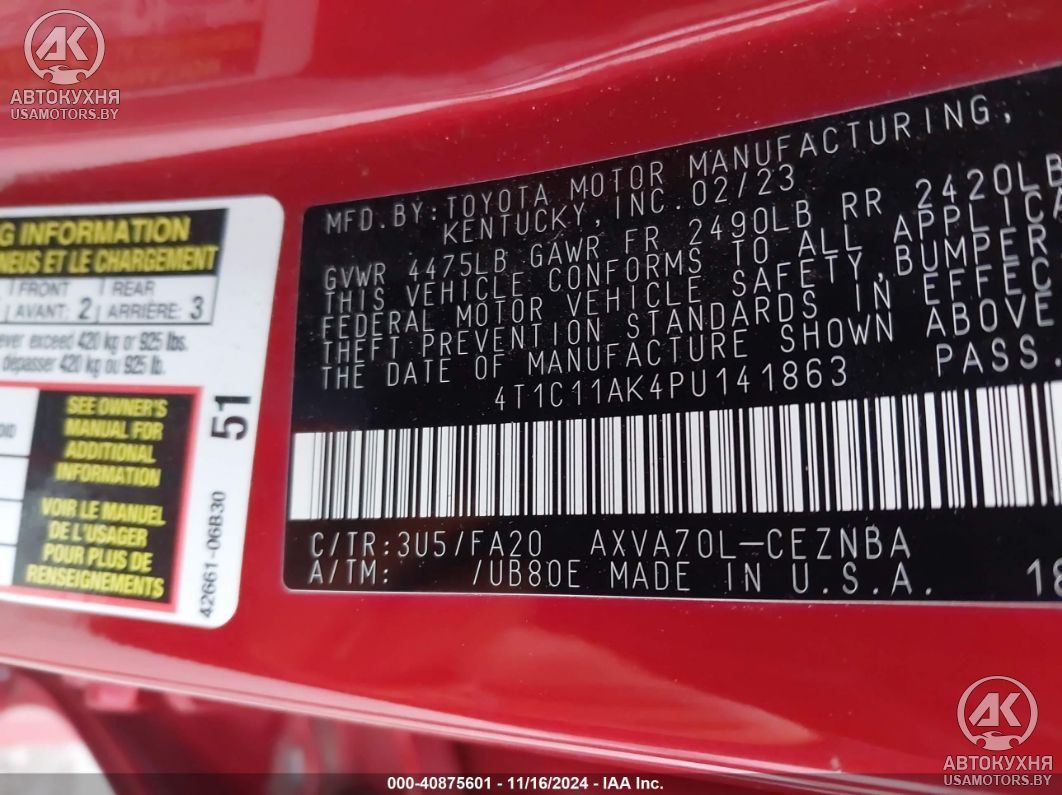 AK
АВТОКУХНЯ
USAMOTORS.BY
G INFORMATION
NEUS ET LE CHARGEMENT
FRONT REAR
AVANT: 2 ARRIÈRE: 3
ever exceed 420 kg or 925 lbs.
dépasser 420 kg ou 925 lb.
SEE OWNER'S
MANUAL FOR
ADDITIONAL
INFORMATION
VOIR LE MANUEL
DE L'USAGER
POUR PLUS DE
RENSEIGNEMENTS
51
42661-06B30
MFD. BY: TOYOTA MOTOR MANUFACTURING,
KENTUCKY, INC. 02/23
GVWR 4475LB GAWR FR 2490LB RR 2420LB
THIS VEHICLE CONFORMS TO ALL APPLICA
FEDERAL MOTOR VEHICLE SAFETY, BUMPER
THEFT PREVENTION STANDARDS IN EFFEC
THE DATE OF MANUFACTURE SHOWN ABOVE
4T1C11AK4PU141863 PASS
C/TR: 3U5/FA20 AXVA70L-CEZNBA
A/TM: /UB80E MADE IN U.S.A. 18
AK
АВТОКУХНЯ
USAMOTORS.BY
000-40875601 - 11/16/2024 - IAA Inc.